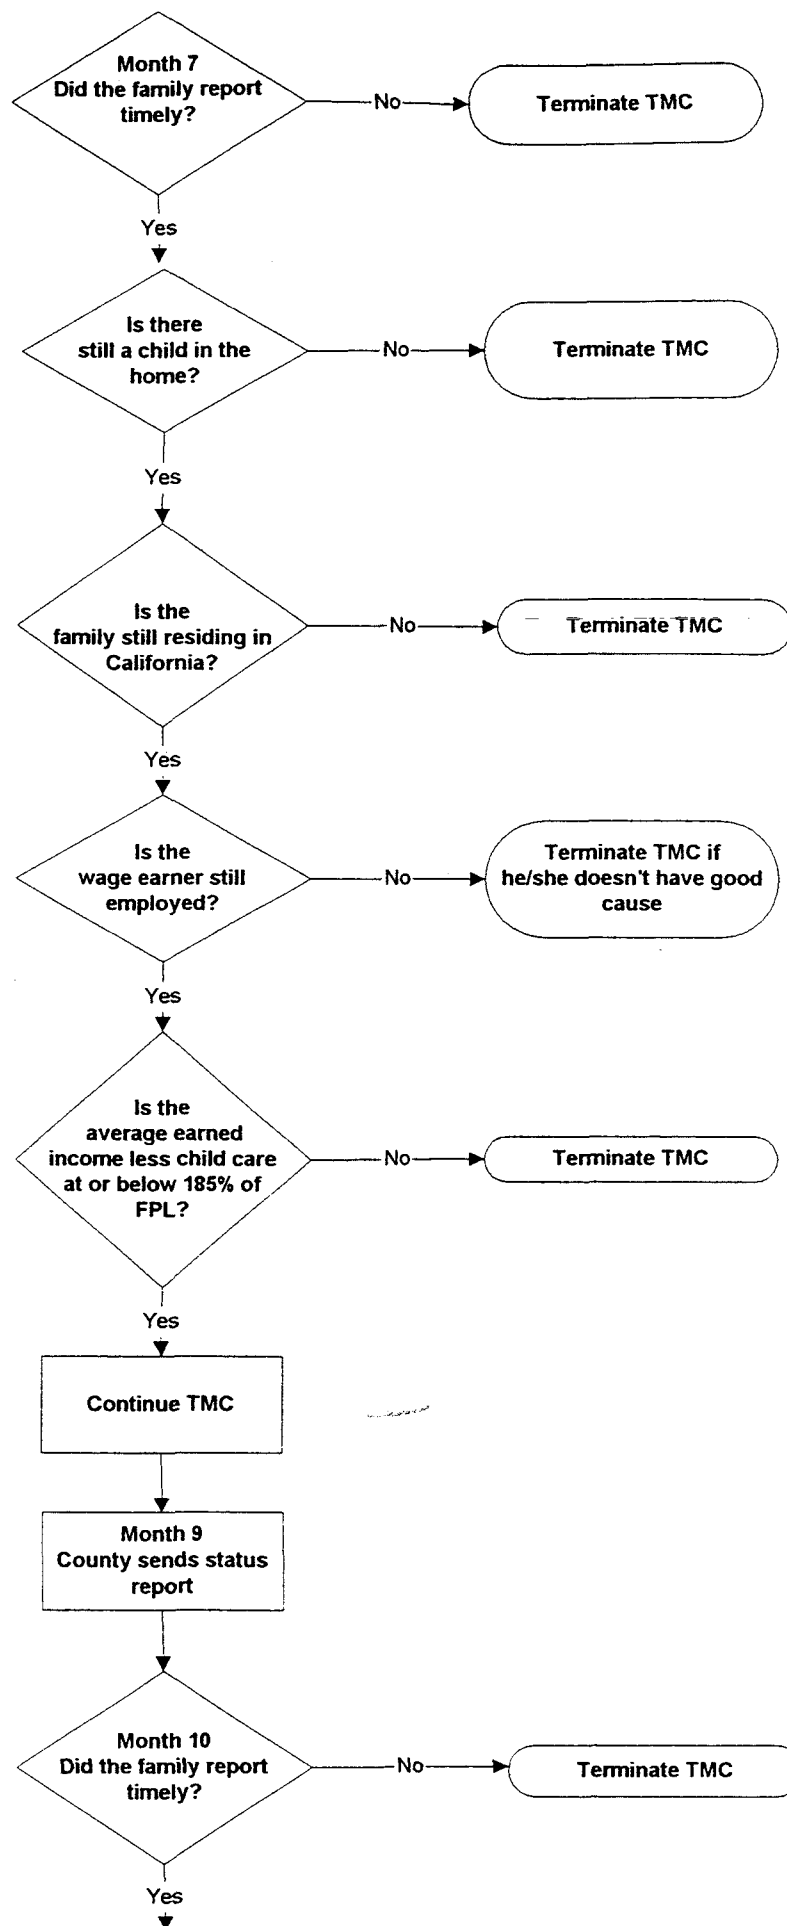 Month 7
Did the family report
timely?
No
Terminate TMC
Yes
Is there
still a child in the
home?
No
Terminate TMC
Yes
Is the
family still residing in
California?
No
Terminate TMC
Yes
Is the
wage earner still
employed?
No
Terminate TMC if
he/she doesn't have good
cause
Yes
Is the
average earned
income less child care
at or below 185% of
FPL?
No
Terminate TMC
Yes
Continue TMC
Month 9
County sends status
report
Month 10
Did the family report
timely?
No
Terminate TMC
Yes